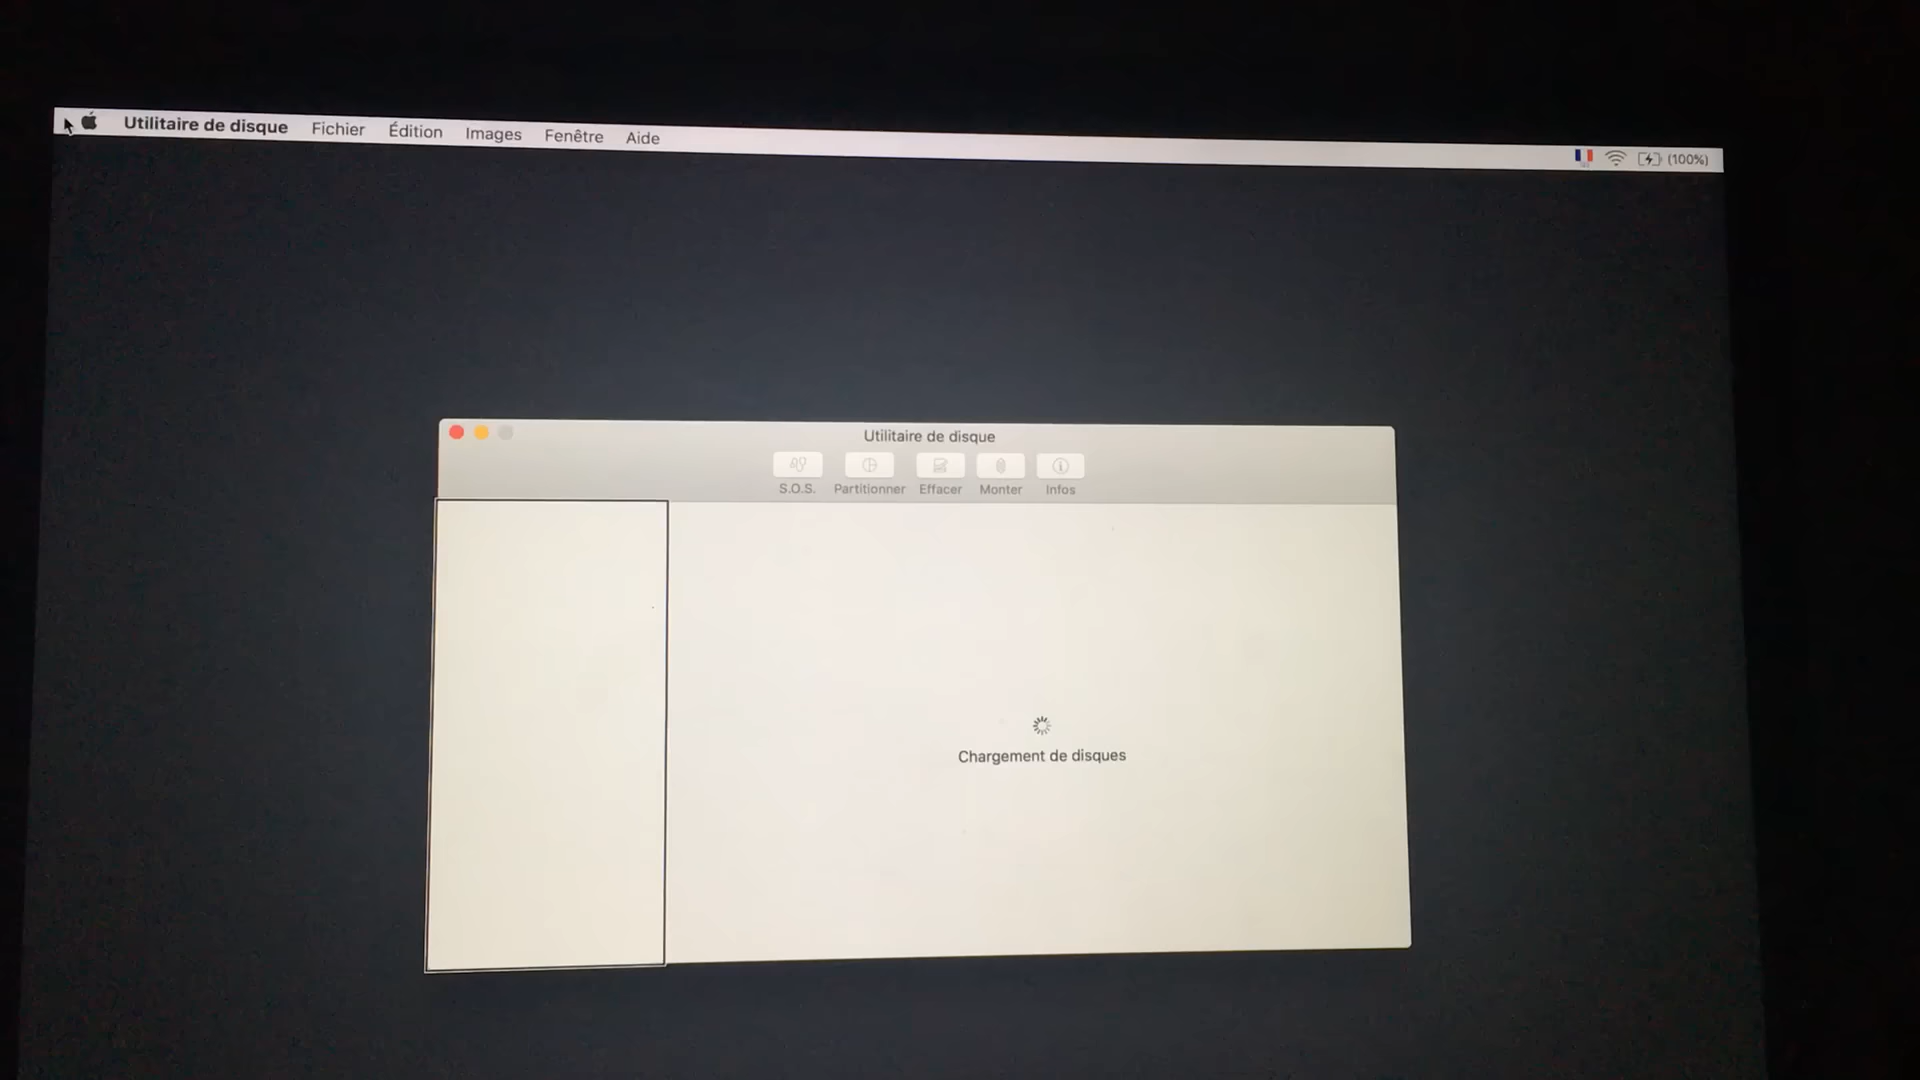 Utilitaire de disque Fichier Édition Images Fenêtre Aide
(100%)
Utilitaire de disque
S.O.S. Partitionner Effacer Monter Infos
Chargement de disques